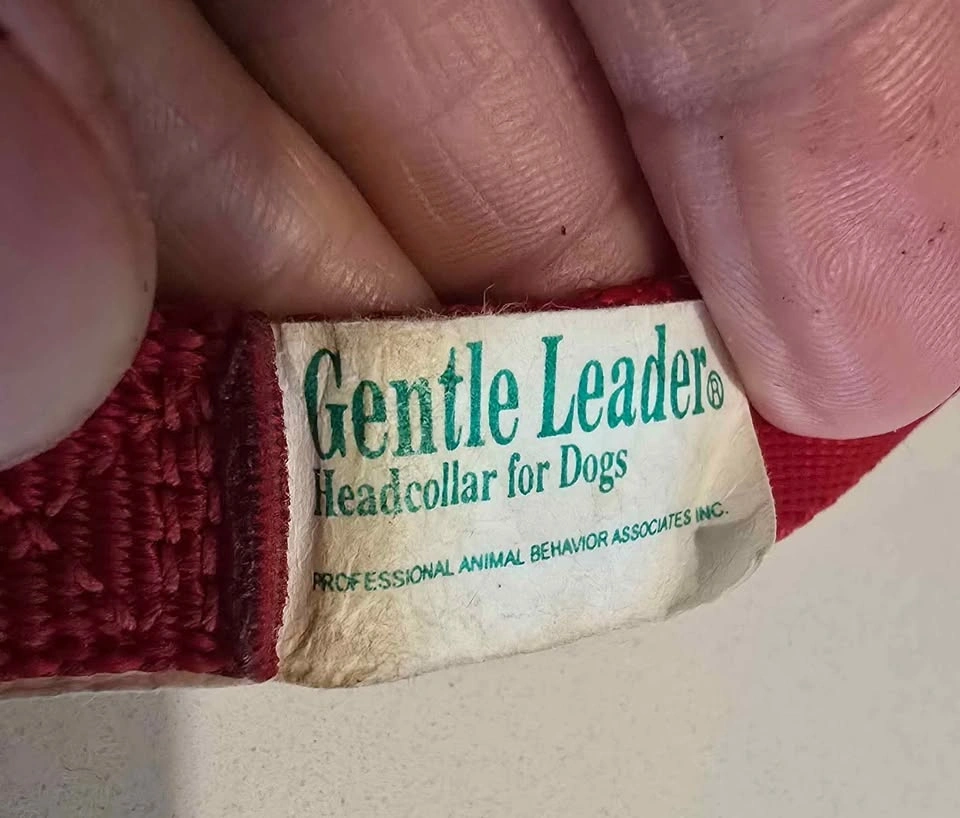 Gentle Leader®
Headcollar for Dogs
PROFESSIONAL ANIMAL BEHAVIOR ASSOCIATES INC.